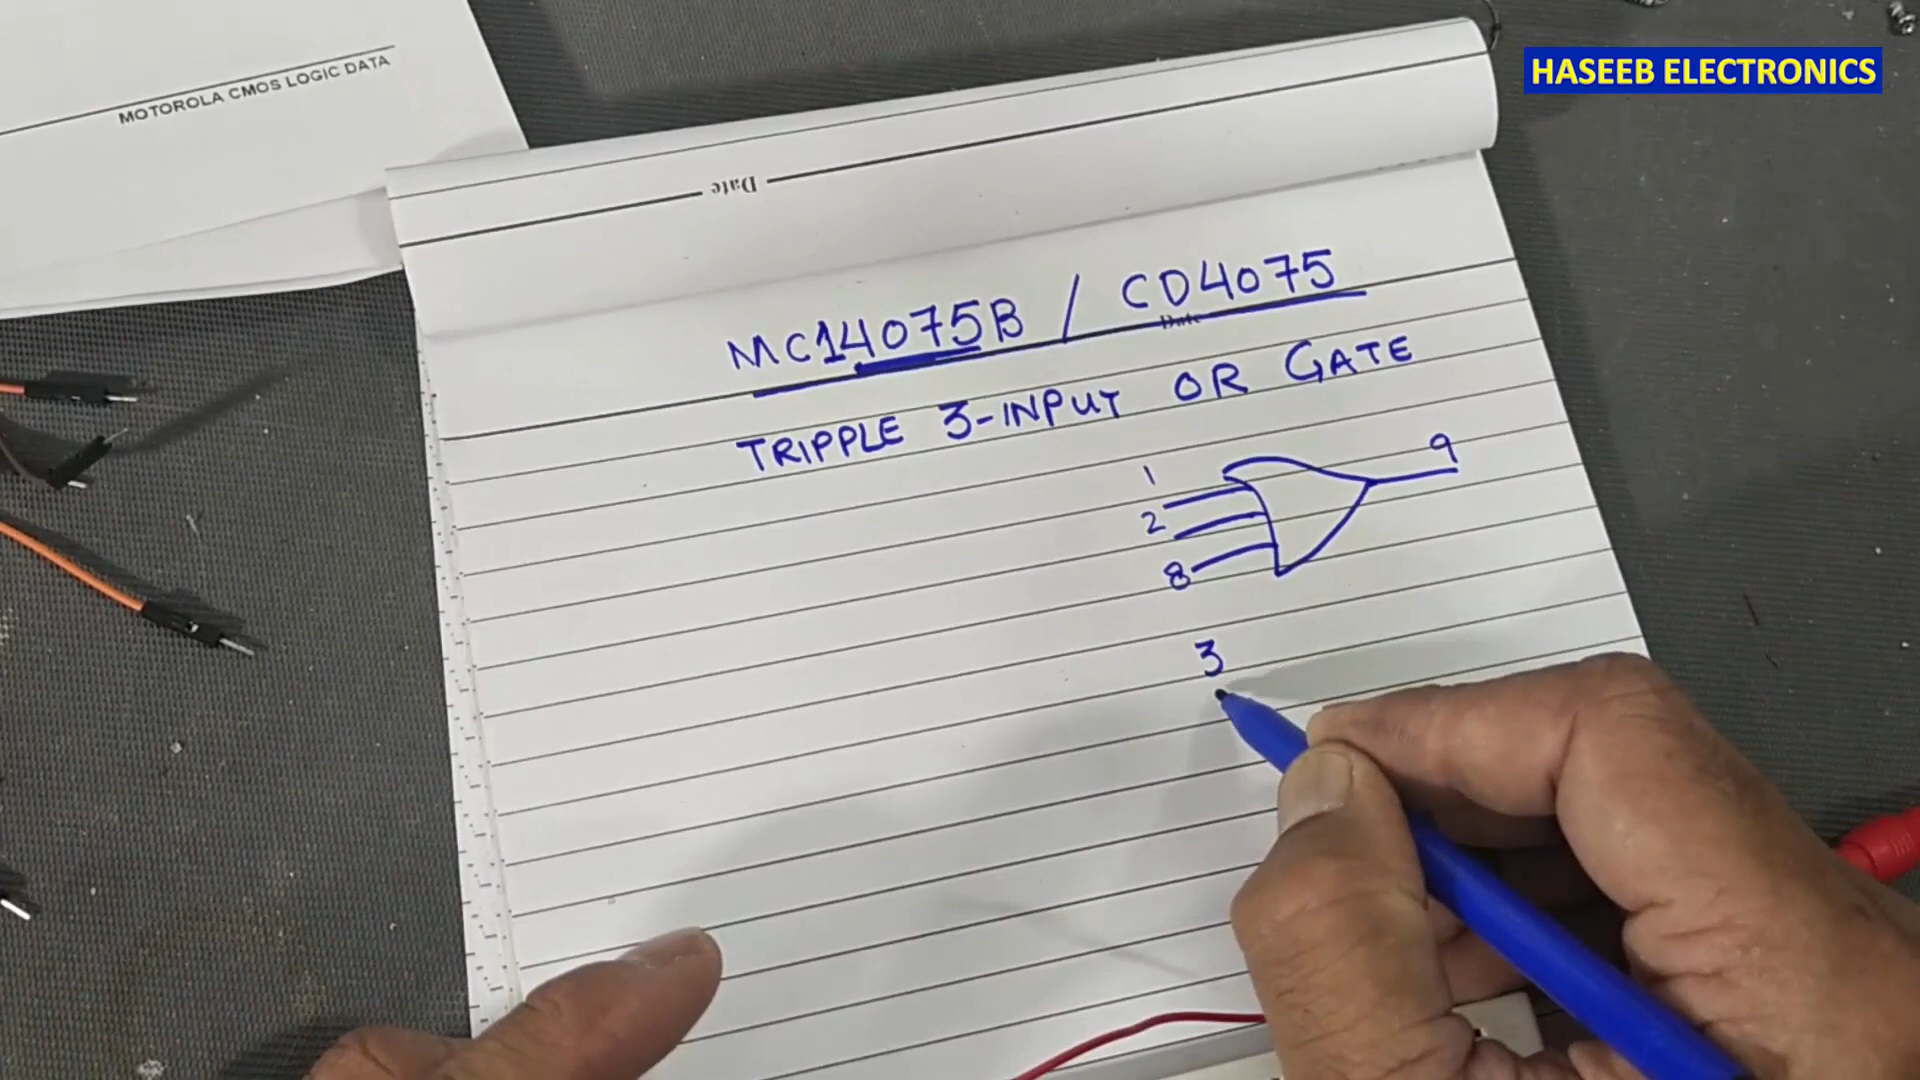 HASEEB ELECTRONICS
MOTOROLA CMOS LOGIC DATA
Date
MC14075B / CD4075
Date
TRIPPLE 3-INPUT OR GATE
1
2
8
9
3